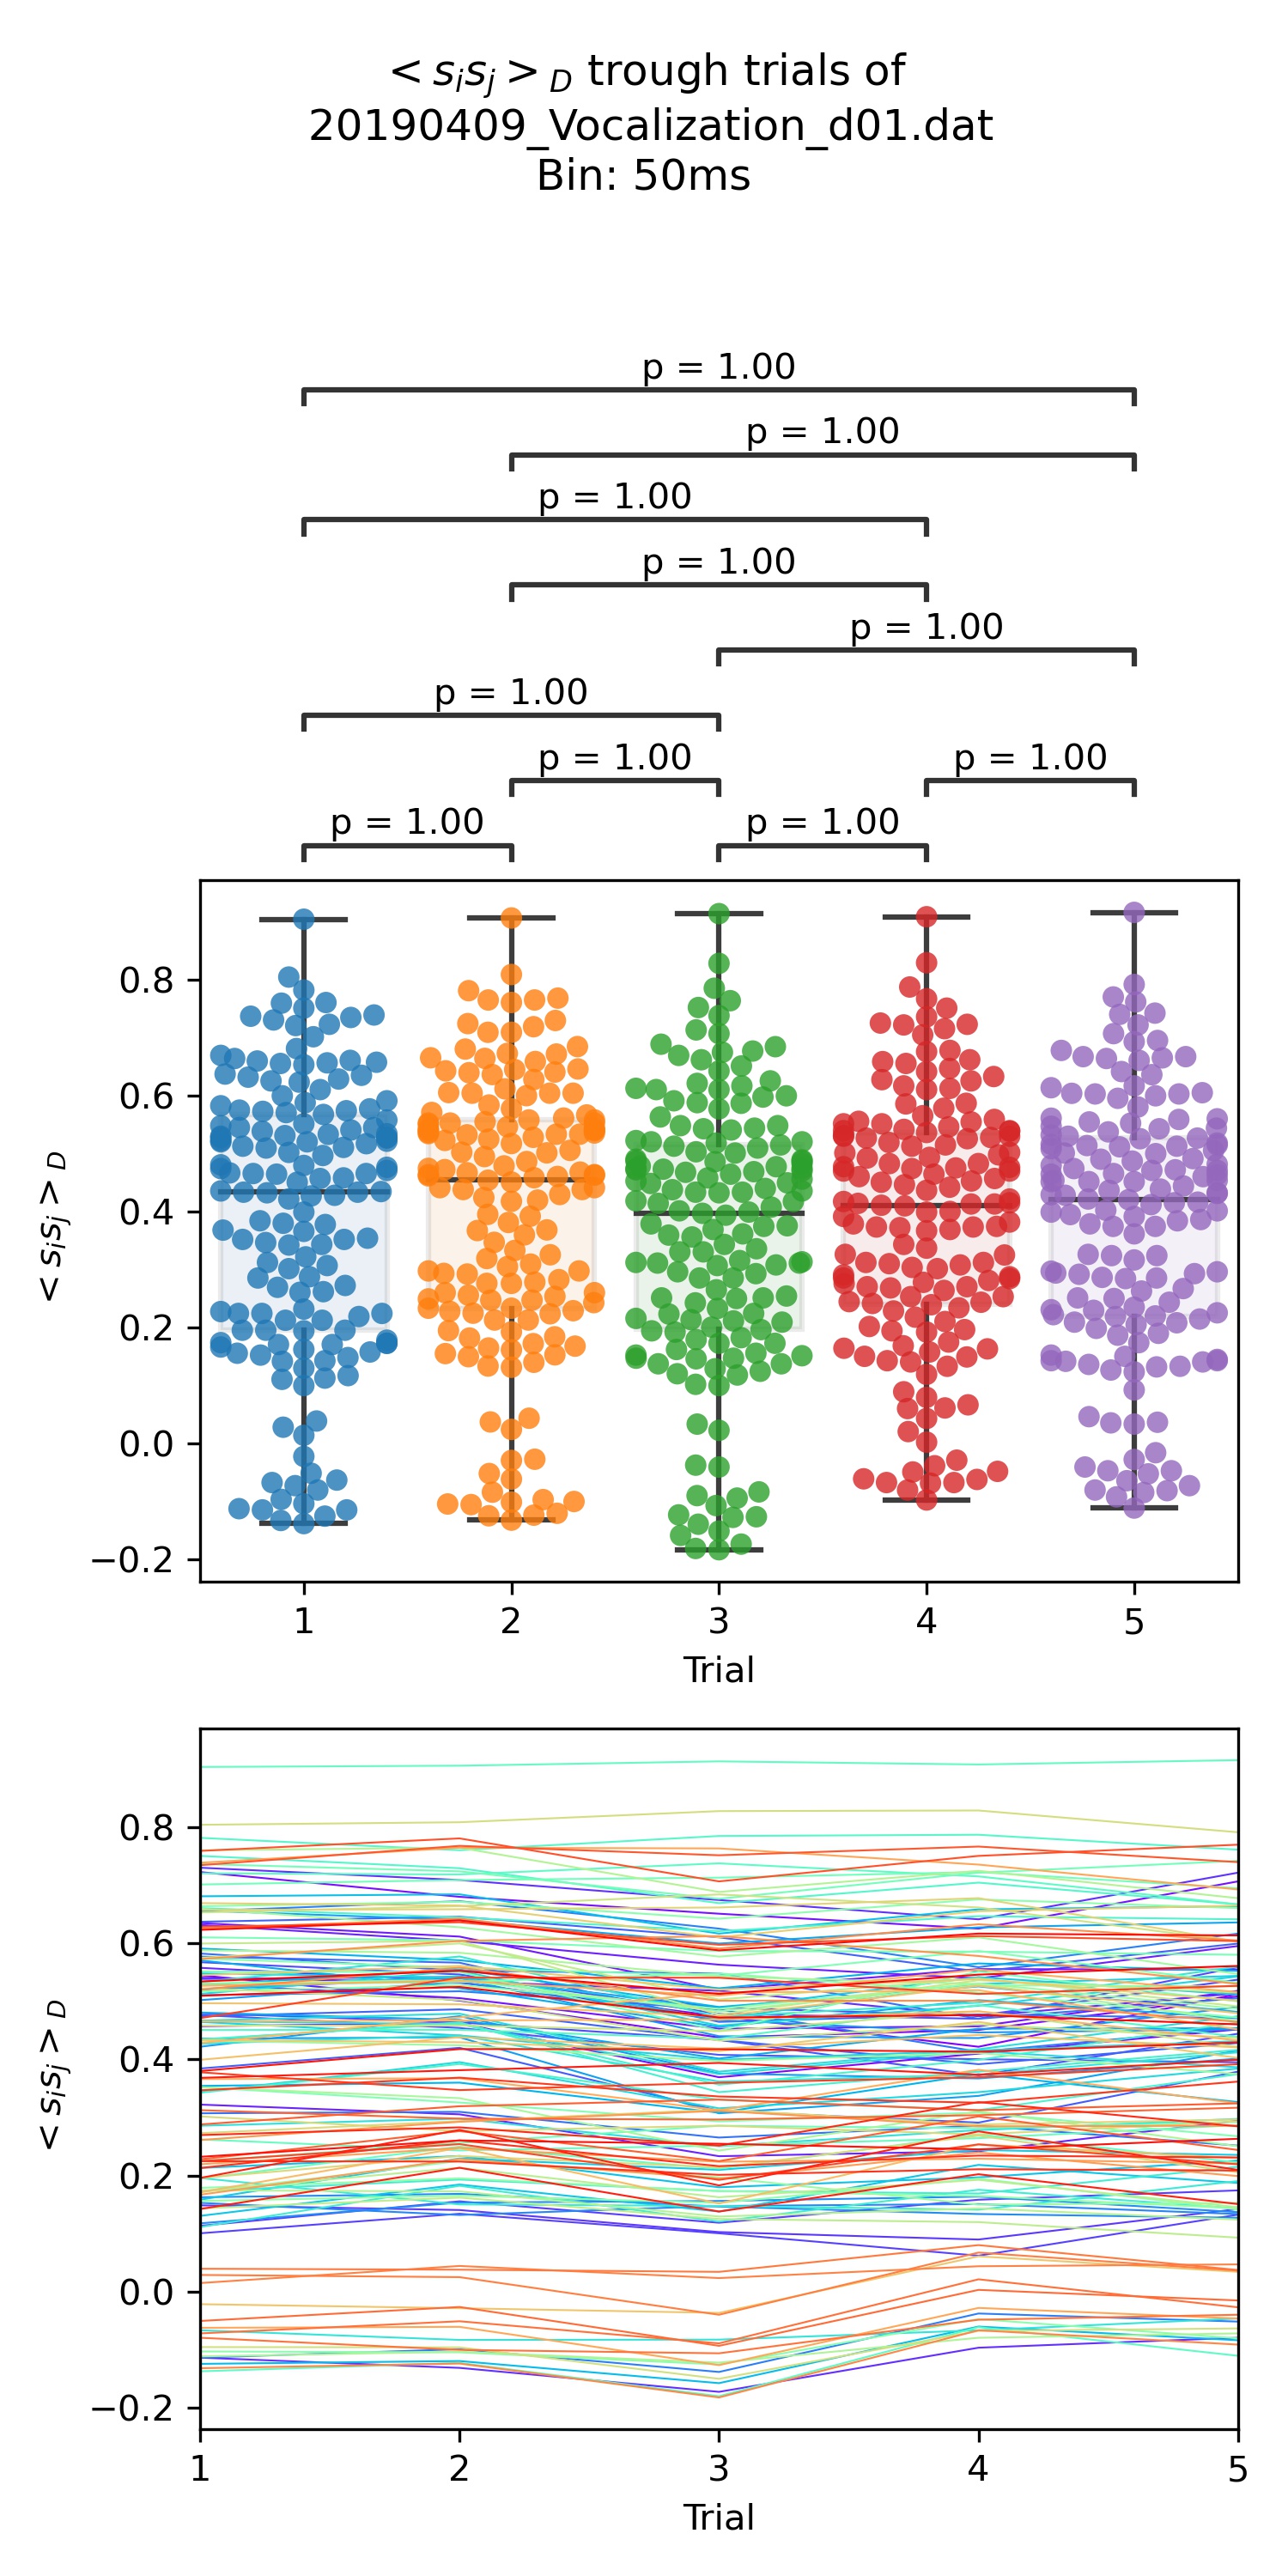 < s_i s_j >_D trough trials of
20190409_Vocalization_d01.dat
Bin: 50ms
p = 1.00
p = 1.00
p = 1.00
p = 1.00
p = 1.00
p = 1.00
p = 1.00 p = 1.00
p = 1.00 p = 1.00
< s_i s_j >_D
0.8
0.6
0.4
0.2
0.0
−0.2
1 2 3 4 5
Trial
< s_i s_j >_D
0.8
0.6
0.4
0.2
0.0
−0.2
1 2 3 4 5
Trial